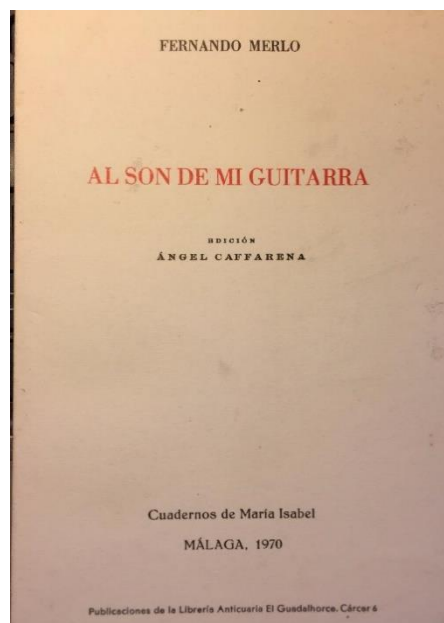 FERNANDO MERLO
AL SON DE MI GUITARRA
EDICIÓN
ÁNGEL CAFFARENA
Cuadernos de María Isabel
MÁLAGA, 1970
Publicaciones de la Librería Anticuaria El Guadalhorce. Cárcer 6